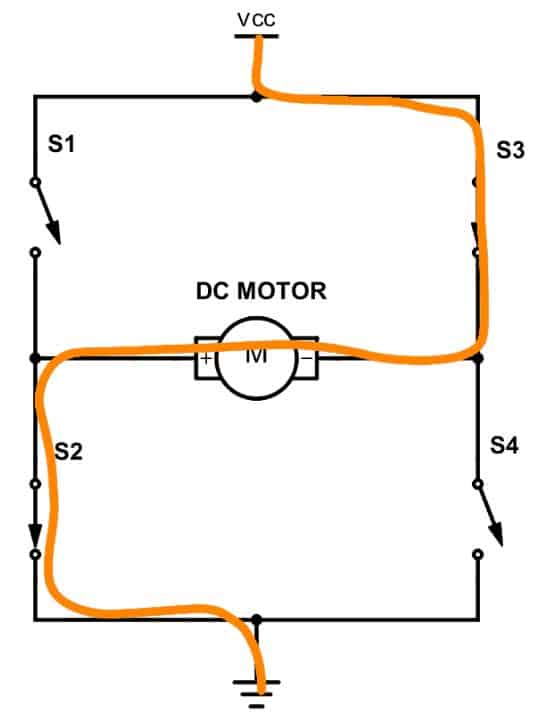 VCC
S1
S3
DC MOTOR
+ M −
S2
S4